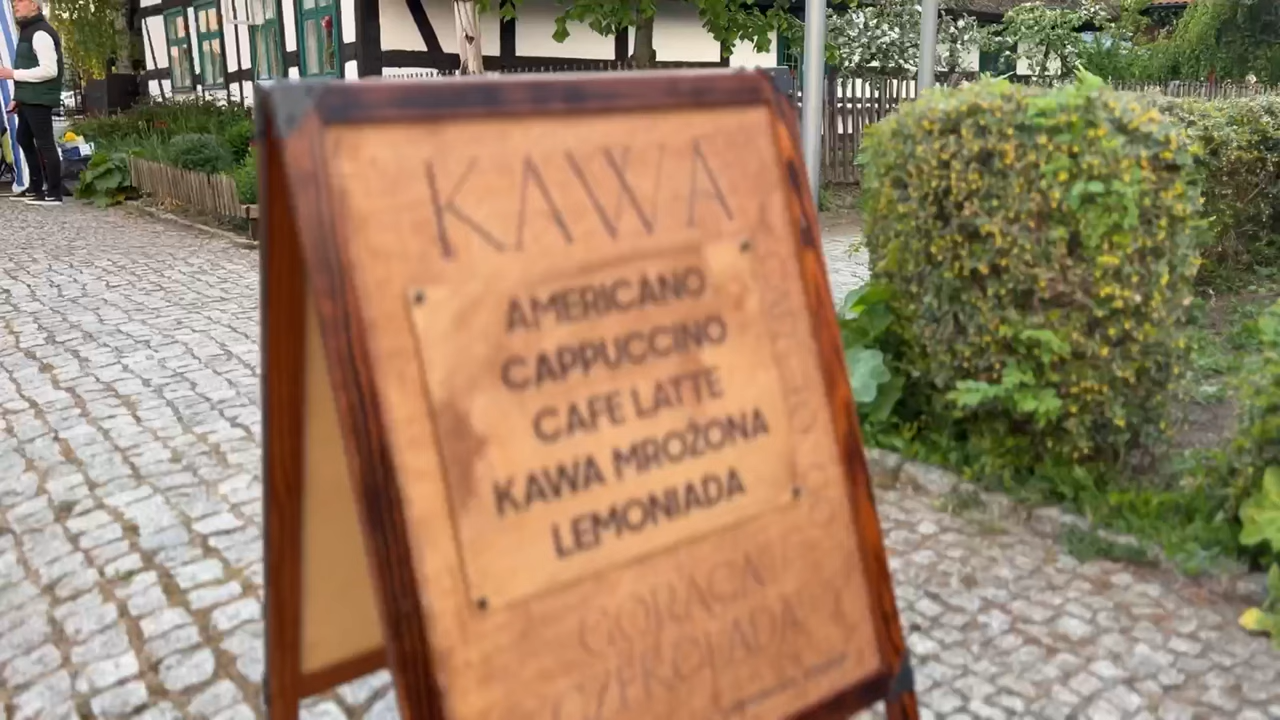 KAWA
AMERICANO
CAPPUCCINO
CAFE LATTE
KAWA MROŻONA
LEMONIADA
GORĄCA
CZEKOLADA